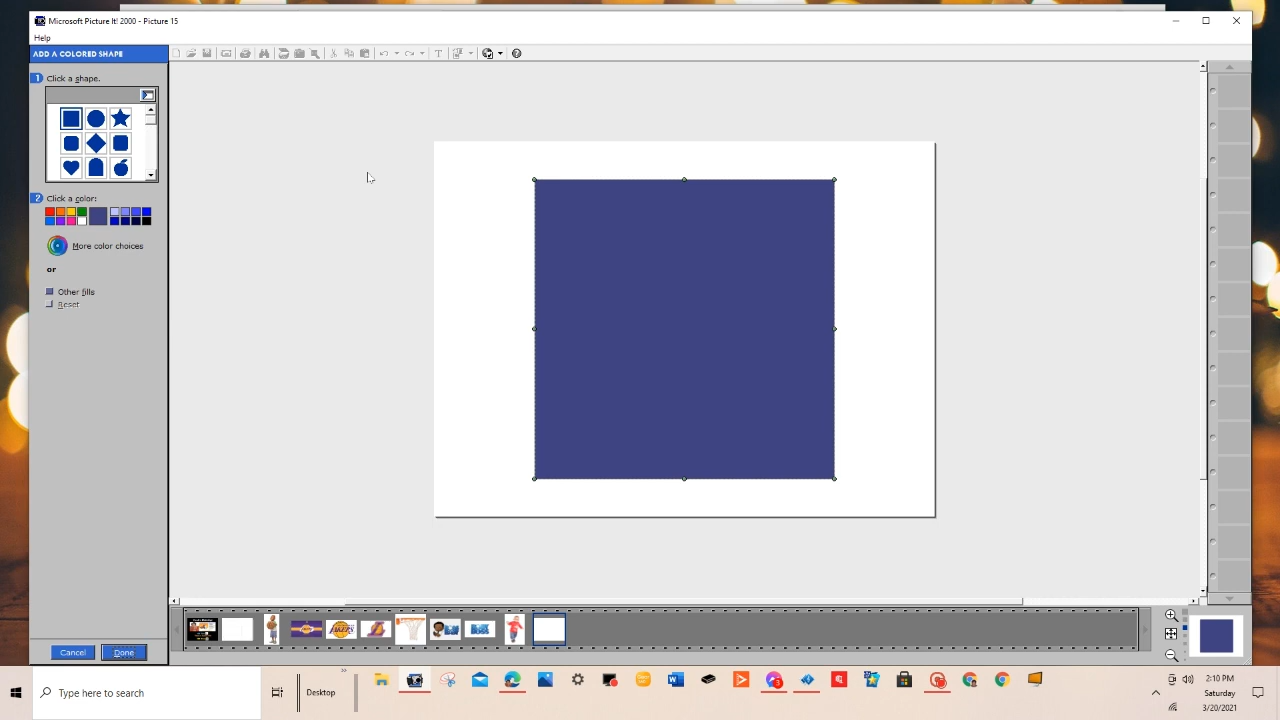 Microsoft Picture It! 2000 - Picture 15
Help
ADD A COLORED SHAPE
1 Click a shape.
2 Click a color:
More color choices
or
Other fills
Reset
Cancel
Done
Type here to search
Desktop
2:10 PM
Saturday
3/20/2021